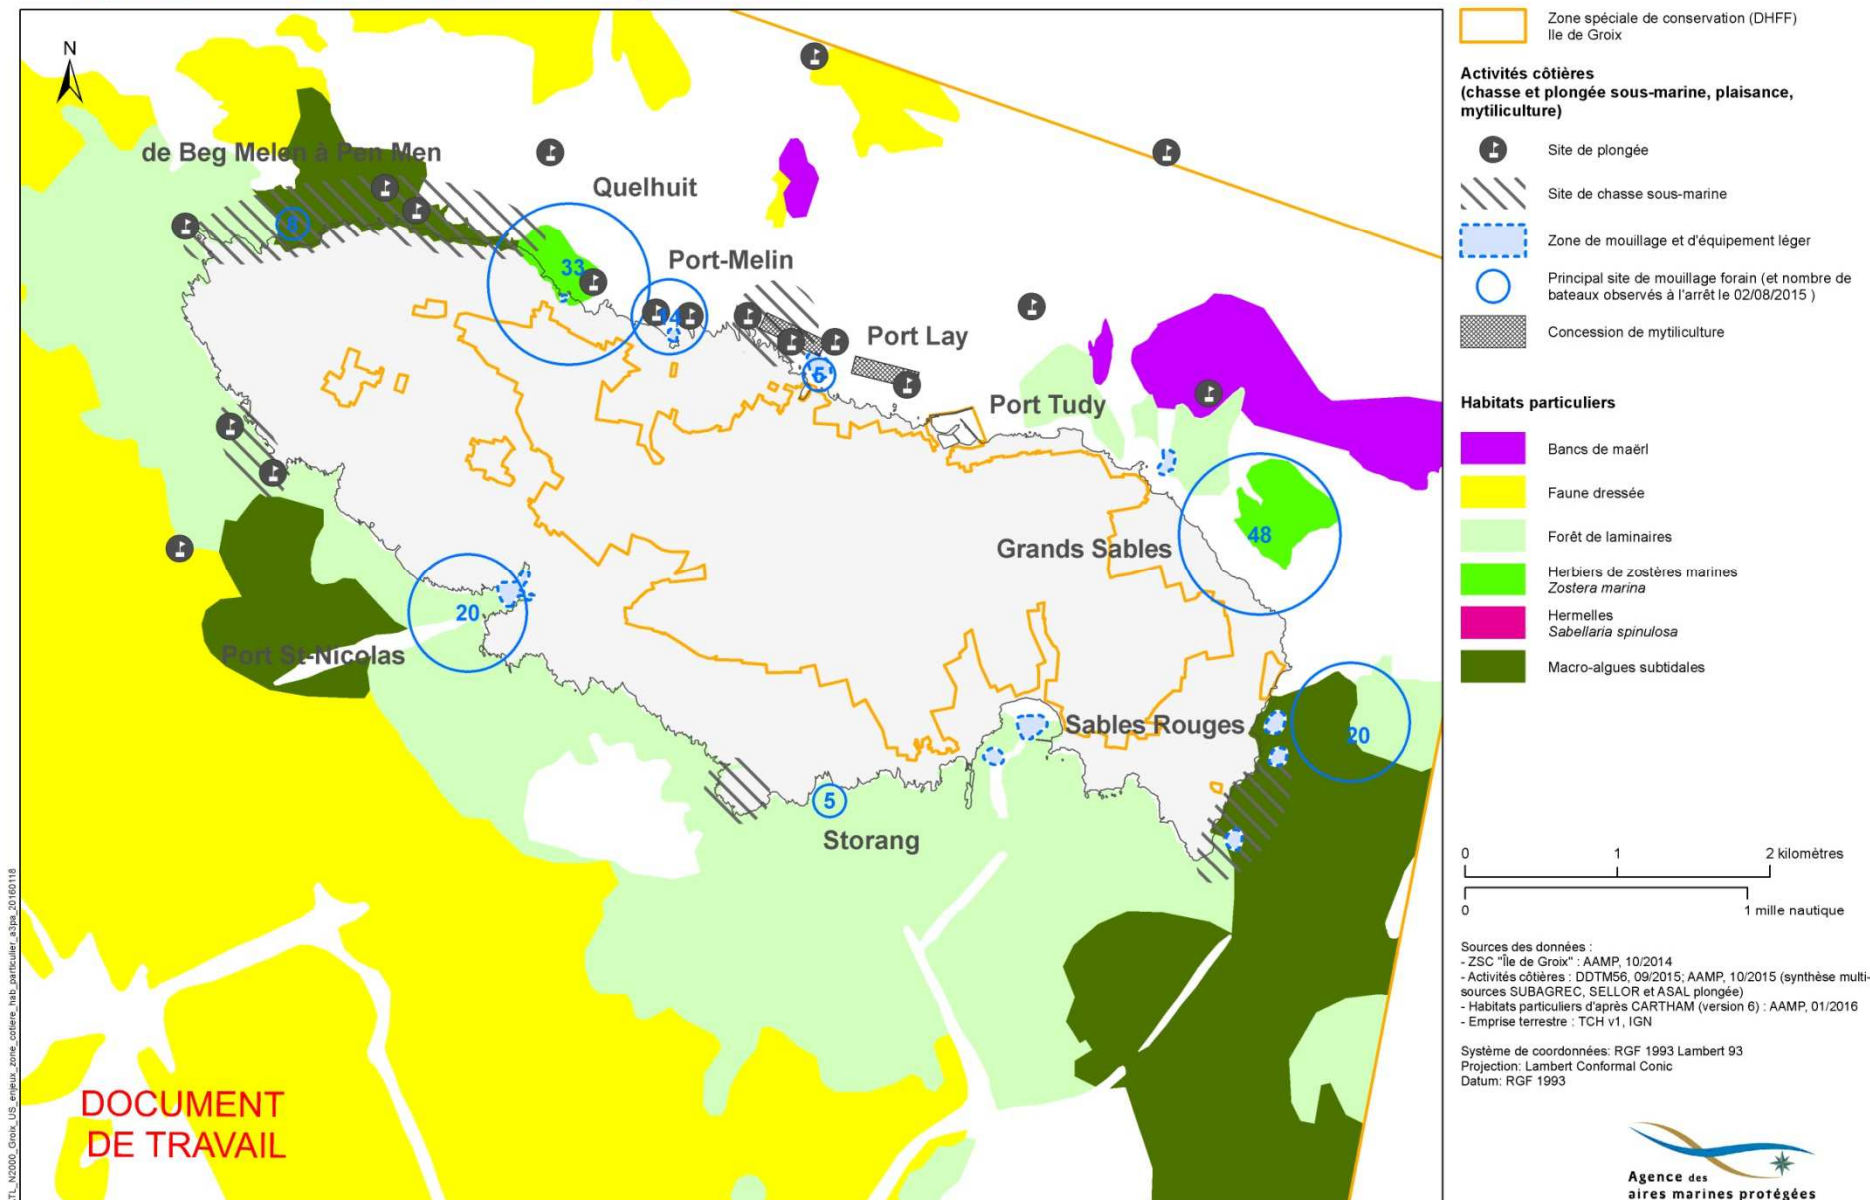 N
de Beg Melen à Pen Men
Quelhuit
Port-Melin
Port Lay
Port Tudy
Grands Sables
Port St-Nicolas
Sables Rouges
Storang
8
33
14
5
48
20
20
5
DOCUMENT
DE TRAVAIL
Zone spéciale de conservation (DHFF)
Ile de Groix
Activités côtières
(chasse et plongée sous-marine, plaisance,
mytiliculture)
Site de plongée
Site de chasse sous-marine
Zone de mouillage et d'équipement léger
Principal site de mouillage forain (et nombre de
bateaux observés à l'arrêt le 02/08/2015 )
Concession de mytiliculture
Habitats particuliers
Bancs de maërl
Faune dressée
Forêt de laminaires
Herbiers de zostères marines
Zostera marina
Hermelles
Sabellaria spinulosa
Macro-algues subtidales
0 1 2 kilomètres
0 1 mille nautique
Sources des données :
- ZSC "Île de Groix" : AAMP, 10/2014
- Activités côtières : DDTM56, 09/2015; AAMP, 10/2015 (synthèse multi-
sources SUBAGREC, SELLOR et ASAL plongée)
- Habitats particuliers d'après CARTHAM (version 6) : AAMP, 01/2016
- Emprise terrestre : TCH v1, IGN
Système de coordonnées: RGF 1993 Lambert 93
Projection: Lambert Conformal Conic
Datum: RGF 1993
Agence des
aires marines protégées